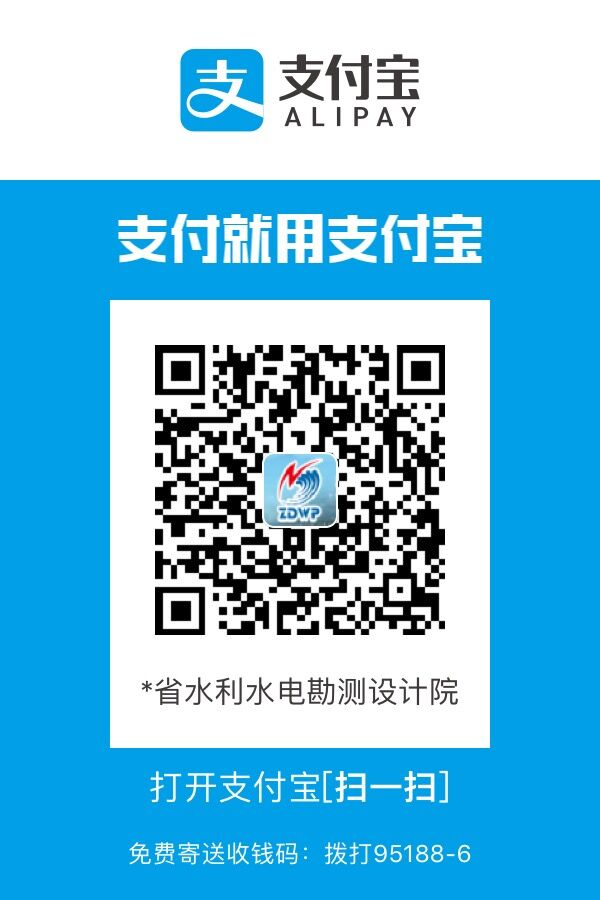 支
支付宝
ALIPAY
支付就用支付宝
ZDWP
*省水利水电勘测设计院
打开支付宝[扫一扫]
免费寄送收钱码：拨打95188-6